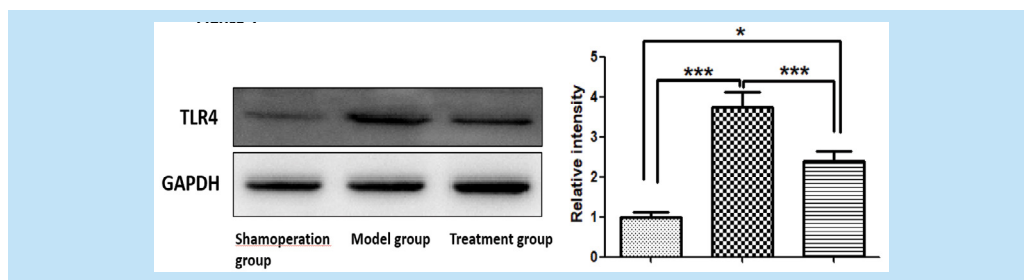 TLR4
GAPDH
Shamoperation
group
Model group
Treatment group
Relative intensity
5
4
3
2
1
0
*
***
***